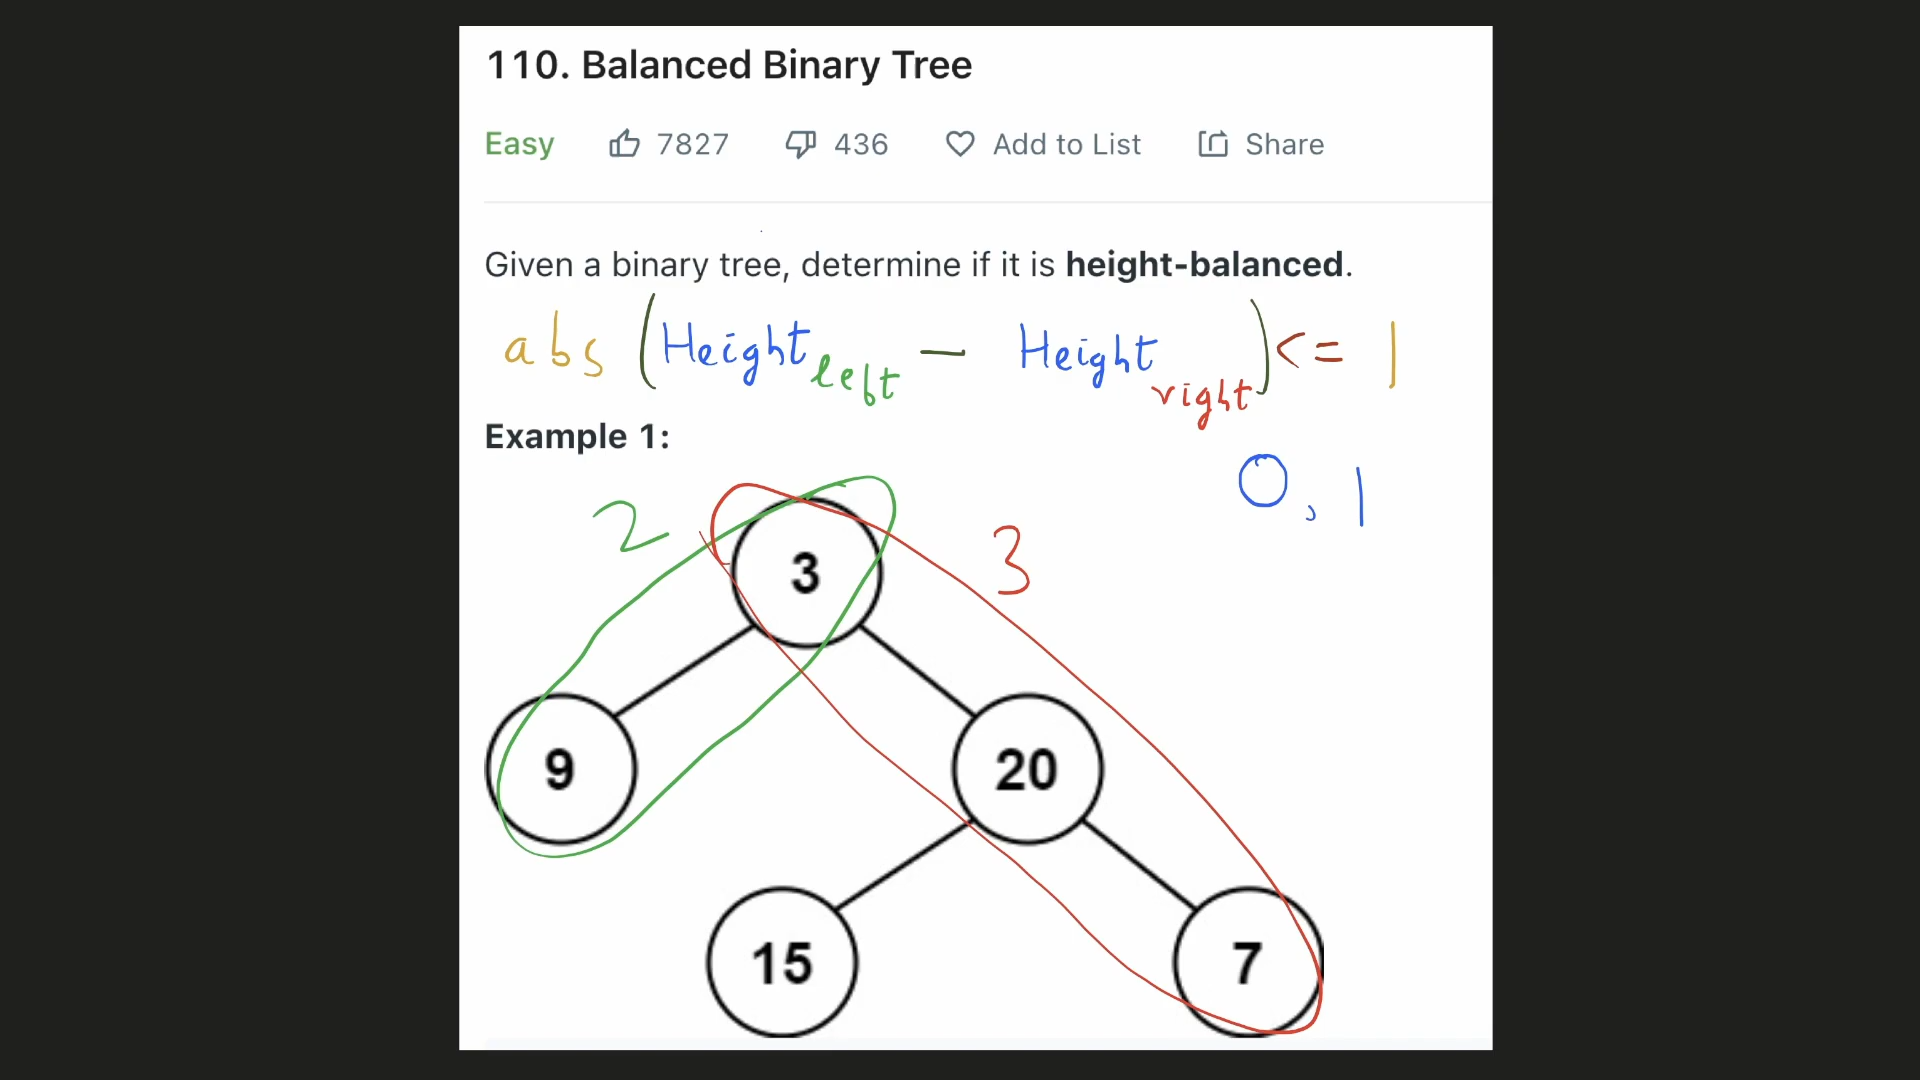 110. Balanced Binary Tree
Easy 7827 436 Add to List Share
Given a binary tree, determine if it is height-balanced.
abs (Height left - Height right) <= 1
Example 1:
0, 1
2
3
3
9
20
15
7